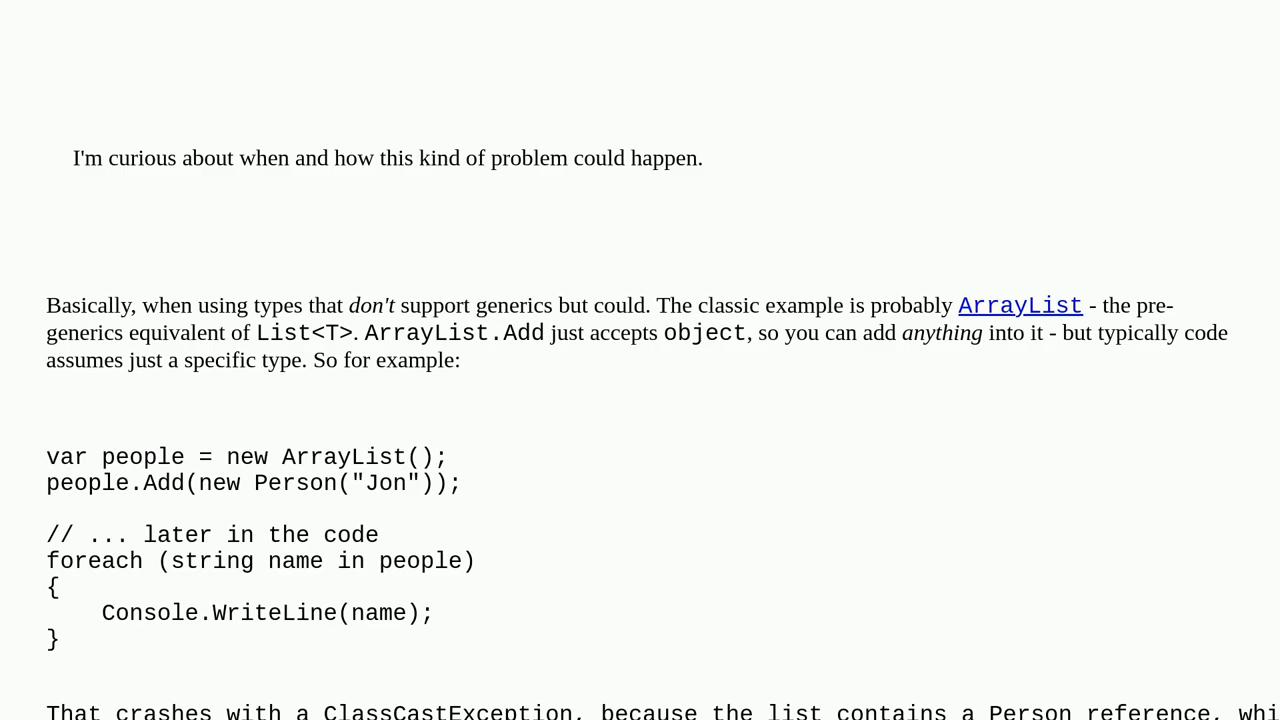 I'm curious about when and how this kind of problem could happen.
Basically, when using types that don't support generics but could. The classic example is probably ArrayList - the pre-
generics equivalent of List<T>. ArrayList.Add just accepts object, so you can add anything into it - but typically code
assumes just a specific type. So for example:
var people = new ArrayList();
people.Add(new Person("Jon"));
// ... later in the code
foreach (string name in people)
{
    Console.WriteLine(name);
}
That crashes with a ClassCastException, because the list contains a Person reference, whi